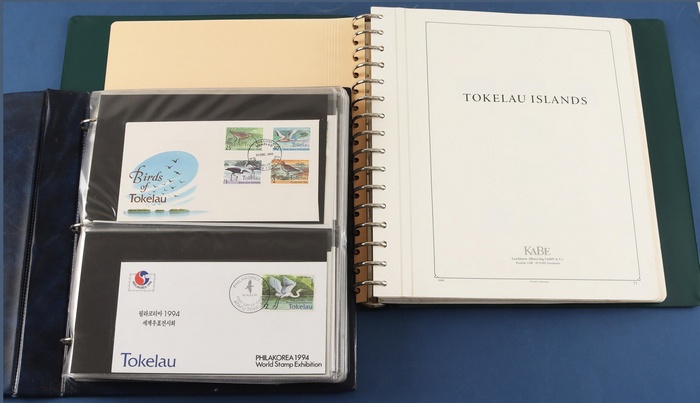 TOKELAU ISLANDS
KABE
Birds
of
Tokelau
Tokelau
필라코리아 1994
세계우표전시회
Tokelau
PHILAKOREA 1994
World Stamp Exhibition